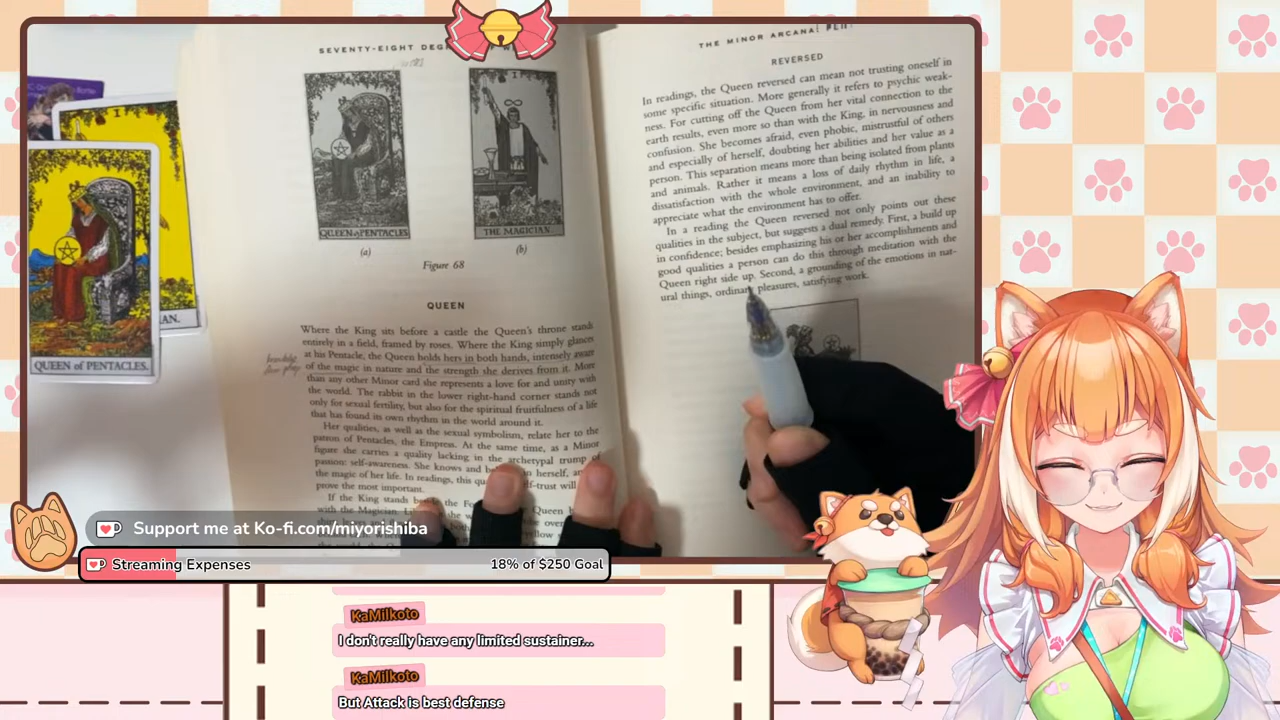 SEVENTY-EIGHT DEG
THE MINOR ARCANA:
I
QUEEN of PENTACLES.
AN.
QUEEN of PENTACLES
THE MAGICIAN
(a)
(b)
Figure 68
QUEEN
Where the King sits before a castle the Queen's throne stands
entirely in a field, framed by roses. Where the King simply glances
at his Pentacle, the Queen holds hers in both hands, intensely aware
of the magic in nature and the strength she derives from it. More
than any other Minor card she represents a love for and unity with
the world. The rabbit in the lower right-hand corner stands not
only for sexual fertility, but also for the spiritual fruitfulness of a life
that has found its own rhythm in the world around it.
Her qualities, as well as the sexual symbolism, relate her to the
patron of Pentacles, the Empress. At the same time, as a Minor
figure she carries a quality lacking in the archetypal trump of
passion: self-awareness. She knows and herself, a
the magic of her life. In readings, this qu lf-trust will
prove the most important.
If the King stands the Fo Queen b
with the Magician.
REVERSED
In readings, the Queen reversed can mean not trusting oneself in
some specific situation. More generally it refers to psychic weak-
ness. For cutting off the Queen from her vital connection to the
earth results, even more so than with the King, in nervousness and
confusion. She becomes afraid, even phobic, mistrustful of others
and especially of herself, doubting her abilities and her value as a
person. This separation means more than being isolated from plants
and animals. Rather it means a loss of daily rhythm in life, a
dissatisfaction with the whole environment, and an inability to
appreciate what the environment has to offer.
In a reading the Queen reversed not only points out these
qualities in the subject, but suggests a dual remedy. First, a build up
in confidence; besides emphasizing his or her accomplishments and
good qualities a person can do this through meditation with the
Queen right side up. Second, a grounding of the emotions in nat-
ural things, ordinary pleasures, satisfying work.
Support me at Ko-fi.com/miyorishiba
Streaming Expenses
18% of $250 Goal
KaMilkoto
I don't really have any limited sustainer...
KaMilkoto
But Attack is best defense